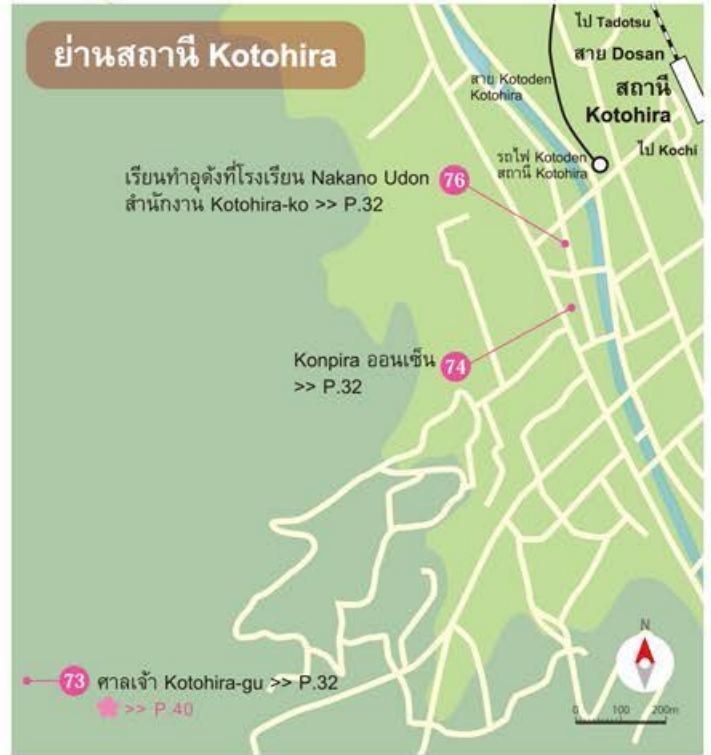 ย่านสถานี Kotohira
ไป Tadotsu
สาย Dosan
สถานี
Kotohira
ไป Kochi
สาย Kotoden
Kotohira
รถไฟ Kotoden
สถานี Kotohira
เรียนทำอุด้งที่โรงเรียน Nakano Udon 76
สำนักงาน Kotohira-ko >> P.32
Konpira ออนเซ็น 74
>> P.32
73 ศาลเจ้า Kotohira-gu >> P.32
>> P.40
N
0 100 200m